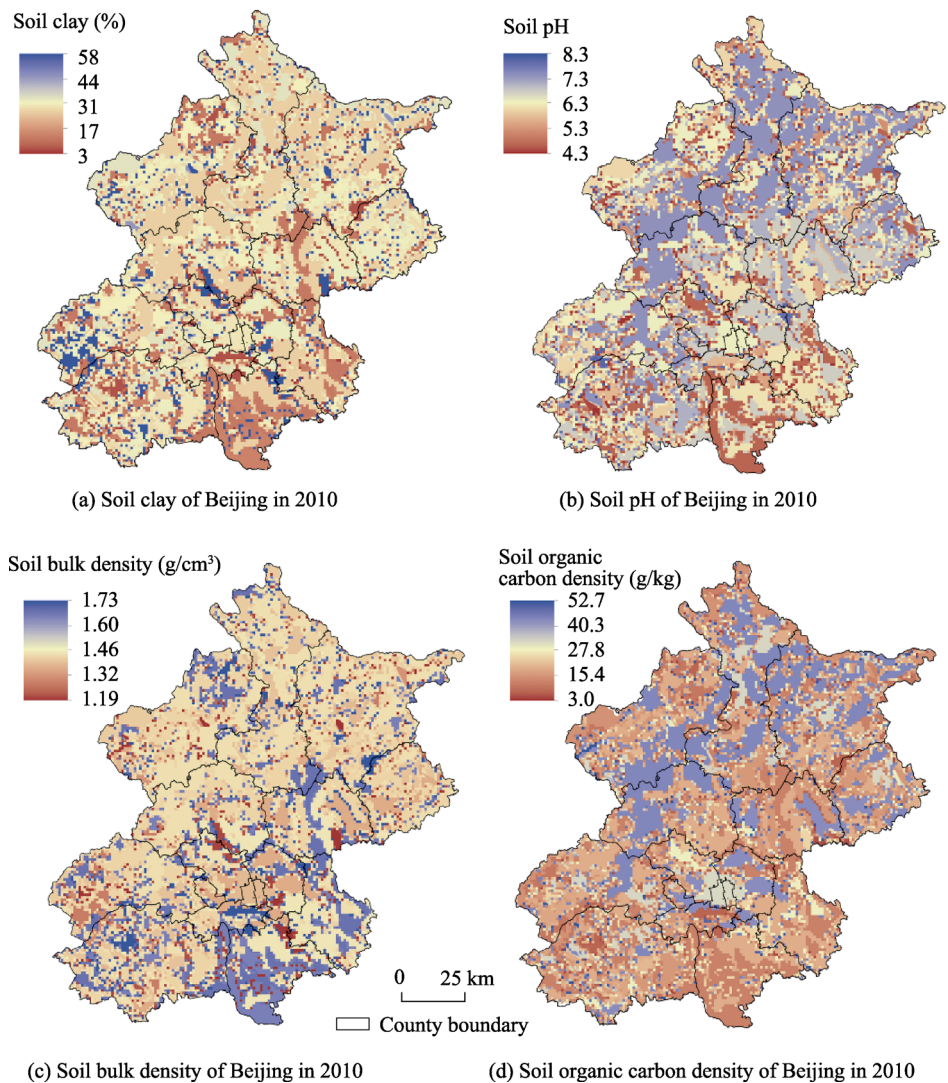 Soil clay (%)
58
44
31
17
3
(a) Soil clay of Beijing in 2010
Soil pH
8.3
7.3
6.3
5.3
4.3
(b) Soil pH of Beijing in 2010
Soil bulk density (g/cm³)
1.73
1.60
1.46
1.32
1.19
0 25 km
County boundary
(c) Soil bulk density of Beijing in 2010
Soil organic
carbon density (g/kg)
52.7
40.3
27.8
15.4
3.0
(d) Soil organic carbon density of Beijing in 2010